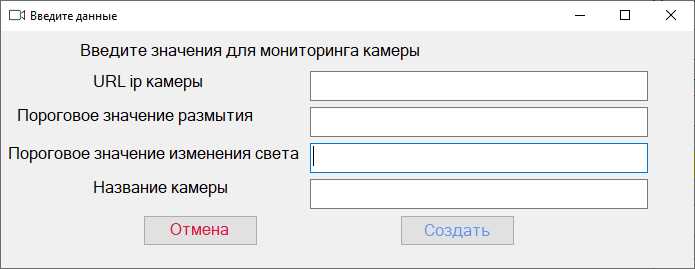 Введите данные
Введите значения для мониторинга камеры
URL ip камеры
Пороговое значение размытия
Пороговое значение изменения света
Название камеры
Отмена
Создать